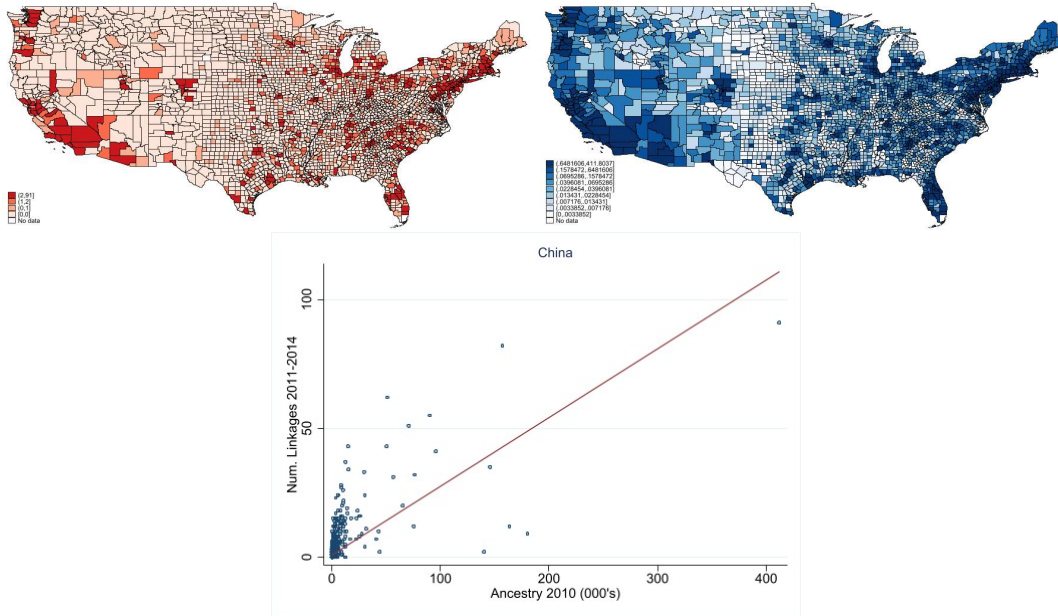 (2,91]
(1,2]
(0,1]
[0,0]
No data
(.6481606,411.8037]
(.1578472,.6481606]
(.0695286,.1578472]
(.0396081,.0695286]
(.0228454,.0396081]
(.013431,.0228454]
(.007176,.013431]
(.0033852,.007176]
[0,.0033852]
No data
China
Num. Linkages 2011-2014
100
50
0
0 100 200 300 400
Ancestry 2010 (000's)